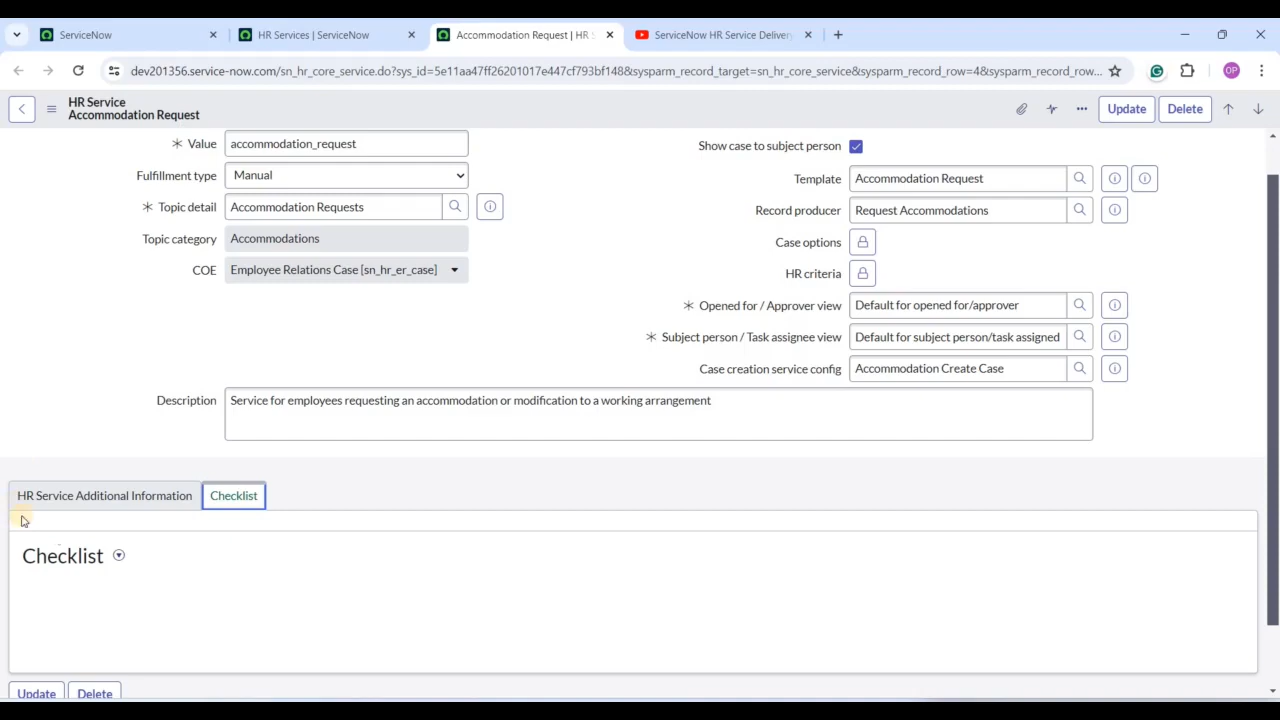 ServiceNow
HR Services | ServiceNow
Accommodation Request | HR S
ServiceNow HR Service Delivery
dev201356.service-now.com/sn_hr_core_service.do?sys_id=5e11aa47ff26201017e447cf793bf148&sysparm_record_target=sn_hr_core_service&sysparm_record_row=4&sysparm_record_row...
OP
HR Service
Accommodation Request
Update
Delete
Value
accommodation_request
Show case to subject person
Fulfillment type
Manual
Template
Accommodation Request
Topic detail
Accommodation Requests
Record producer
Request Accommodations
Topic category
Accommodations
Case options
COE
Employee Relations Case [sn_hr_er_case]
HR criteria
Opened for / Approver view
Default for opened for/approver
Subject person / Task assignee view
Default for subject person/task assigned
Case creation service config
Accommodation Create Case
Description
Service for employees requesting an accommodation or modification to a working arrangement
HR Service Additional Information
Checklist
Checklist
Update
Delete